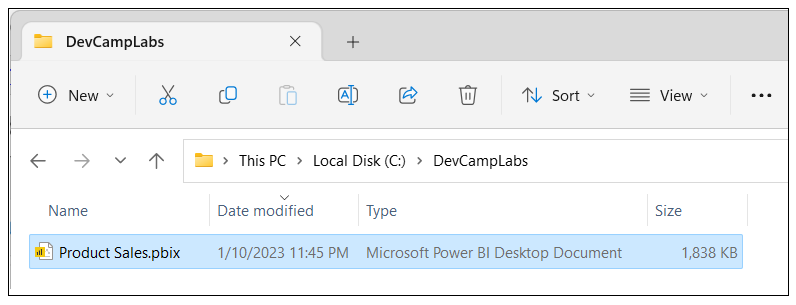 DevCampLabs
New Sort View
This PC Local Disk (C:) DevCampLabs
Name Date modified Type Size
Product Sales.pbix 1/10/2023 11:45 PM Microsoft Power BI Desktop Document 1,838 KB